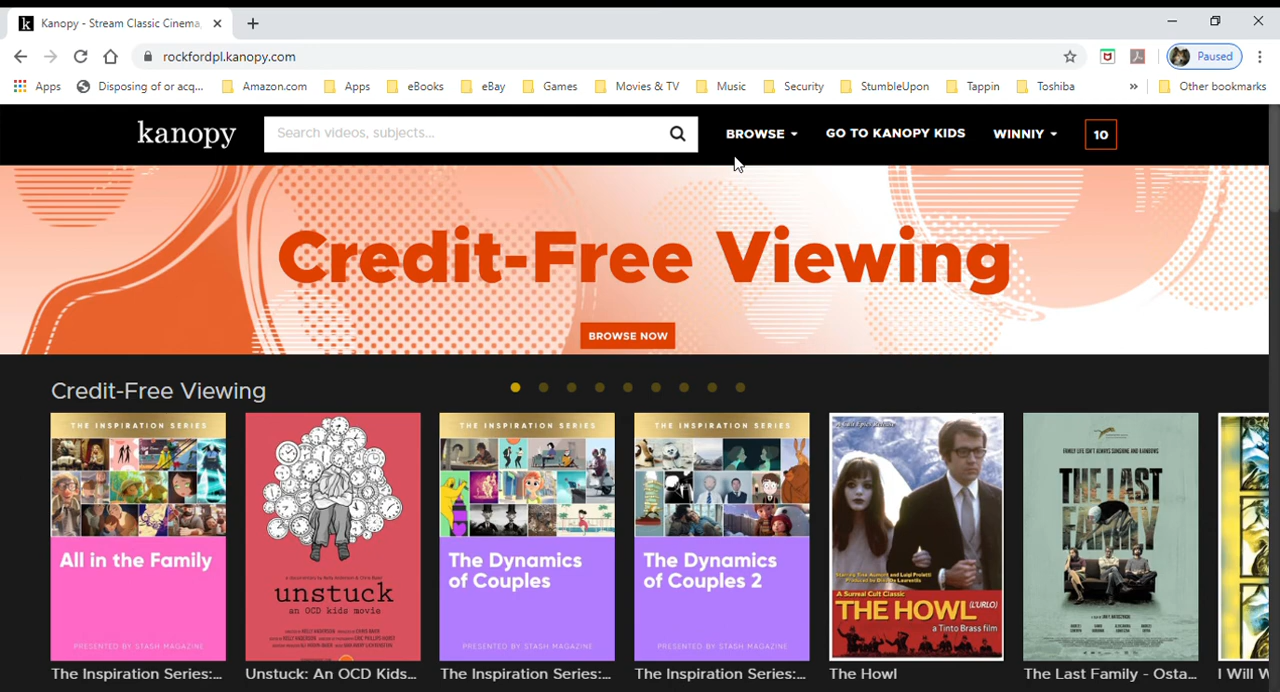 Kanopy - Stream Classic Cinema,
rockfordpl.kanopy.com
Paused
Apps
Disposing of or acq...
Amazon.com
Apps
eBooks
eBay
Games
Movies & TV
Music
Security
StumbleUpon
Tappin
Toshiba
Other bookmarks
kanopy
Search videos, subjects...
BROWSE
GO TO KANOPY KIDS
WINNIY
10
Credit-Free Viewing
BROWSE NOW
Credit-Free Viewing
THE INSPIRATION SERIES
All in the Family
PRESENTED BY STASH MAGAZINE
unstuck
an OCD kids movie
THE INSPIRATION SERIES
The Dynamics
of Couples
PRESENTED BY STASH MAGAZINE
THE INSPIRATION SERIES
The Dynamics
of Couples 2
PRESENTED BY STASH MAGAZINE
A Surreal Cult Classic
THE HOWL (L'URLO)
a Tinto Brass film
FAMILY LIFE ISN'T ALWAYS SUNSHINE AND RAINBOWS
THE LAST
FAMILY
The Inspiration Series:...
Unstuck: An OCD Kids...
The Inspiration Series:...
The Inspiration Series:...
The Howl
The Last Family - Osta...
I Will W